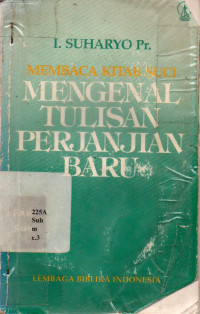 I. SUHARYO Pr.
MEMBACA KITAB SUCI
MENGENAL
TULISAN
PERJANJIAN
BARU
225A
Suh
m
c.3
LEMBAGA BIBLIKA INDONESIA